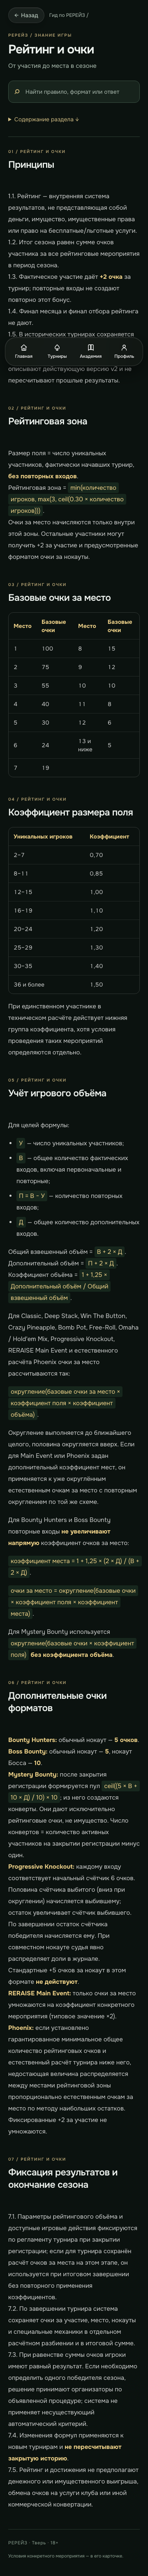 ← Назад
Гид по РЕРЕЙЗ /
РЕРЕЙЗ / ЗНАНИЕ ИГРЫ
Рейтинг и очки
От участия до места в сезоне
Найти правило, формат или ответ
▶ Содержание раздела ↓
01 / РЕЙТИНГ И ОЧКИ
Принципы
1.1. Рейтинг — внутренняя система
результатов, не представляющая собой
деньги, имущество, имущественные права
или право на бесплатные/льготные услуги.
1.2. Итог сезона равен сумме очков
участника за все рейтинговые мероприятия
в период сезона.
1.3. Фактическое участие даёт +2 очка за
турнир; повторные входы не создают
повторно этот бонус.
1.4. Финал месяца и финал отбора рейтинга
не дают.
1.5. В исторических турнирах сохраняется
Главная
Турниры
Академия
Профиль
описывают действующую версию v2 и не
пересчитывают прошлые результаты.
02 / РЕЙТИНГ И ОЧКИ
Рейтинговая зона
Размер поля = число уникальных
участников, фактически начавших турнир,
без повторных входов.
Рейтинговая зона = min(количество
игроков, max(3, ceil(0,30 × количество
игроков))).
Очки за место начисляются только внутри
этой зоны. Остальные участники могут
получить +2 за участие и предусмотренные
форматом очки за нокауты.
03 / РЕЙТИНГ И ОЧКИ
Базовые очки за место
Место Базовые очки Место Базовые очки
1 100 8 15
2 75 9 12
3 55 10 10
4 40 11 8
5 30 12 6
6 24 13 и ниже 5
7 19
04 / РЕЙТИНГ И ОЧКИ
Коэффициент размера поля
Уникальных игроков Коэффициент
2–7 0,70
8–11 0,85
12–15 1,00
16–19 1,10
20–24 1,20
25–29 1,30
30–35 1,40
36 и более 1,50
При единственном участнике в
техническом расчёте действует нижняя
группа коэффициента, хотя условия
проведения таких мероприятий
определяются отдельно.
05 / РЕЙТИНГ И ОЧКИ
Учёт игрового объёма
Для целей формулы:
У — число уникальных участников;
В — общее количество фактических
входов, включая первоначальные и
повторные;
П = В − У — количество повторных
входов;
Д — общее количество дополнительных
входов.
Общий взвешенный объём = В + 2 × Д.
Дополнительный объём = П + 2 × Д.
Коэффициент объёма = 1 + 1,25 ×
Дополнительный объём / Общий
взвешенный объём.
Для Classic, Deep Stack, Win The Button,
Crazy Pineapple, Bomb Pot, Free-Roll, Omaha
/ Hold'em Mix, Progressive Knockout,
RERAISE Main Event и естественного
расчёта Phoenix очки за место
рассчитываются так:
округление(базовые очки за место ×
коэффициент поля × коэффициент
объёма).
Округление выполняется до ближайшего
целого, половина округляется вверх. Если
для Main Event или Phoenix задан
дополнительный коэффициент мест, он
применяется к уже округлённым
естественным очкам за место с повторным
округлением по той же схеме.
Для Bounty Hunters и Boss Bounty
повторные входы не увеличивают
напрямую коэффициент очков за место:
коэффициент места = 1 + 1,25 × (2 × Д) / (В +
2 × Д).
очки за место = округление(базовые очки
× коэффициент поля × коэффициент
места).
Для Mystery Bounty используется
округление(базовые очки × коэффициент
поля) без коэффициента объёма.
06 / РЕЙТИНГ И ОЧКИ
Дополнительные очки
форматов
Bounty Hunters: обычный нокаут — 5 очков.
Boss Bounty: обычный нокаут — 5, нокаут
Босса — 10.
Mystery Bounty: после закрытия
регистрации формируется пул ceil((5 × В +
10 × Д) / 10) × 10; из него создаются
конверты. Они дают исключительно
рейтинговые очки, не имущество. Число
конвертов = количество активных
участников на закрытии регистрации минус
один.
Progressive Knockout: каждому входу
соответствует начальный счётчик 6 очков.
Половина счётчика выбитого (вниз при
округлении) начисляется выбившему;
остаток увеличивает счётчик выбившего.
По завершении остаток счётчика
победителя начисляется ему. При
совместном нокауте судья явно
распределяет доли в журнале.
Стандартные +5 очков за нокаут в этом
формате не действуют.
RERAISE Main Event: только очки за место
умножаются на коэффициент конкретного
мероприятия (типовое значение ×2).
Phoenix: если установлено
гарантированное минимальное общее
количество рейтинговых очков и
естественный расчёт турнира ниже него,
недостающая величина распределяется
между местами рейтинговой зоны
пропорционально естественным очкам за
место по методу наибольших остатков.
Фиксированные +2 за участие не
умножаются.
07 / РЕЙТИНГ И ОЧКИ
Фиксация результатов и
окончание сезона
7.1. Параметры рейтингового объёма и
доступные игровые действия фиксируются
по регламенту турнира при закрытии
регистрации; если для турнира сохранён
расчёт очков за места на этом этапе, он
используется при итоговом завершении
без повторного применения
коэффициентов.
7.2. По завершении турнира система
сохраняет очки за участие, место, нокауты
и специальные механики в отдельном
расчётном разбиении и в итоговой сумме.
7.3. При равенстве суммы очков игроки
имеют равный результат. Если необходимо
определить одного победителя сезона,
решение принимают организаторы по
объявленной процедуре; система не
применяет несуществующий
автоматический критерий.
7.4. Изменения формул применяются к
новым турнирам и не пересчитывают
закрытую историю.
7.5. Рейтинг и достижения не предполагают
денежного или имущественного выигрыша,
обмена очков на услуги клуба или иной
коммерческой конвертации.
РЕРЕЙЗ · Тверь · 18+
Условия конкретного мероприятия — в его карточке.